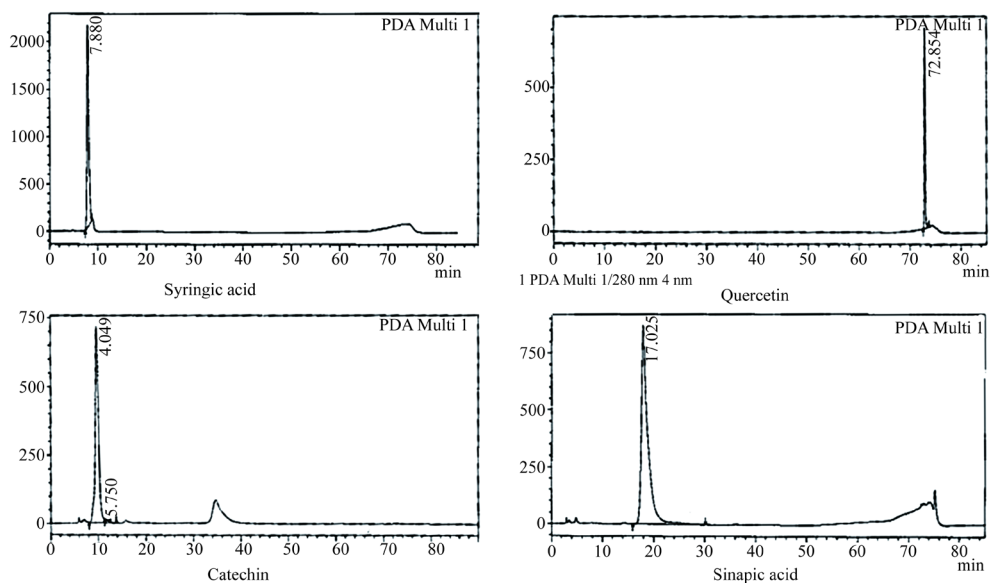 PDA Multi 1
7.880
2000
1500
1000
500
0
0 10 20 30 40 50 60 70 80
min
Syringic acid
PDA Multi 1
72.854
500
250
0
0 10 20 30 40 50 60 70 80
min
1 PDA Multi 1/280 nm 4 nm
Quercetin
750
PDA Multi 1
4.049
500
250
5.750
0
0 10 20 30 40 50 60 70 80
min
Catechin
PDA Multi 1
17.025
750
500
250
0
0 10 20 30 40 50 60 70 80
min
Sinapic acid